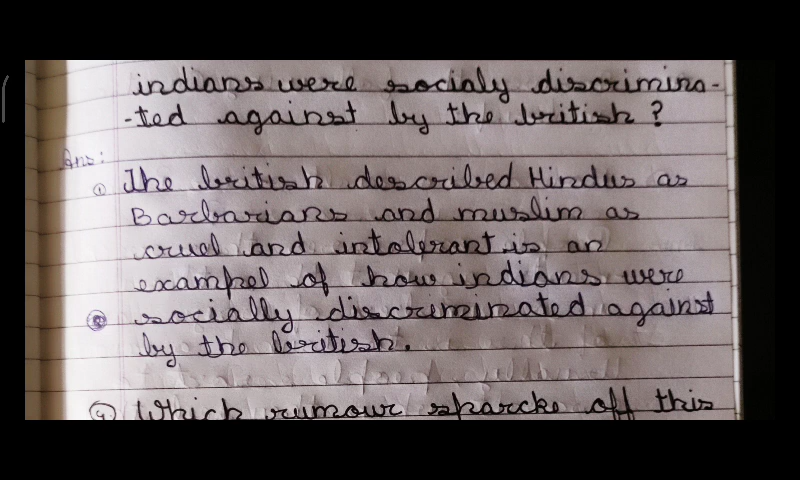 indians were socialy discrimina-
-ted against by the british ?
Ans:
① The british described Hindus as
Barbarians and muslim as
cruel and intolerant is an
exampel of how indians were
socially discriminated against
by the british.
④ Which rumour sparcke off this